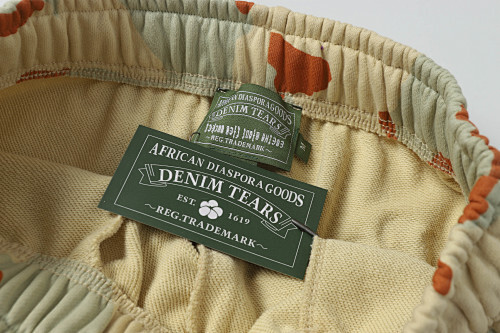 AFRICAN DIASPORA GOODS
DENIM TEARS
~REG.TRADEMARK~
M
AFRICAN DIASPORA GOODS
DENIM TEARS
EST. 1619
~REG.TRADEMARK~